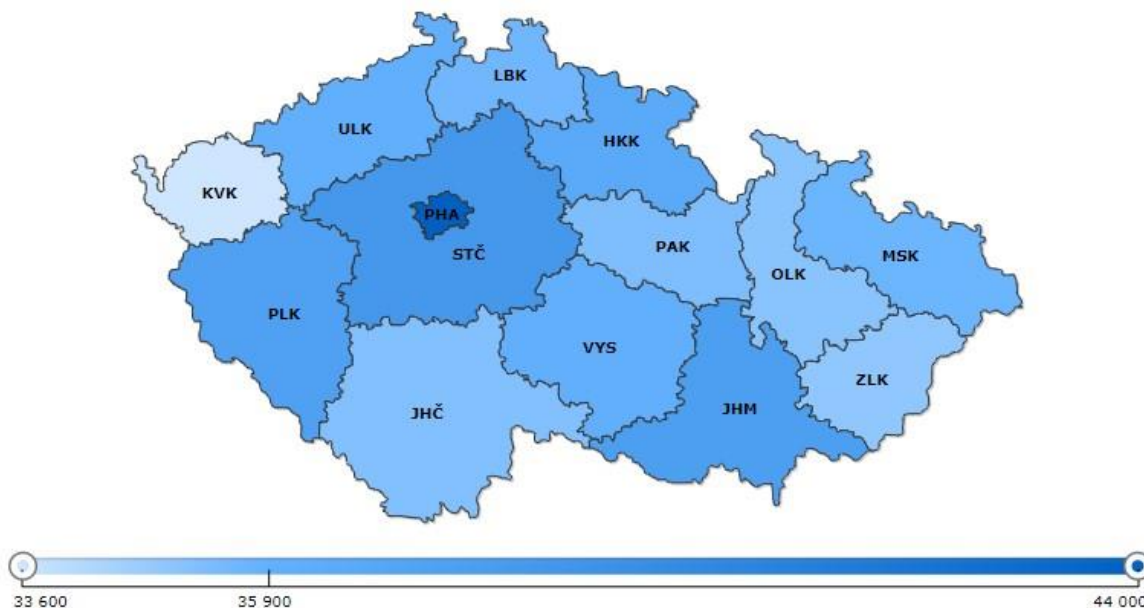 LBK
ULK
HKK
KVK
PHA
STČ
PAK
MSK
OLK
PLK
VYS
ZLK
JHČ
JHM
33 600
35 900
44 000